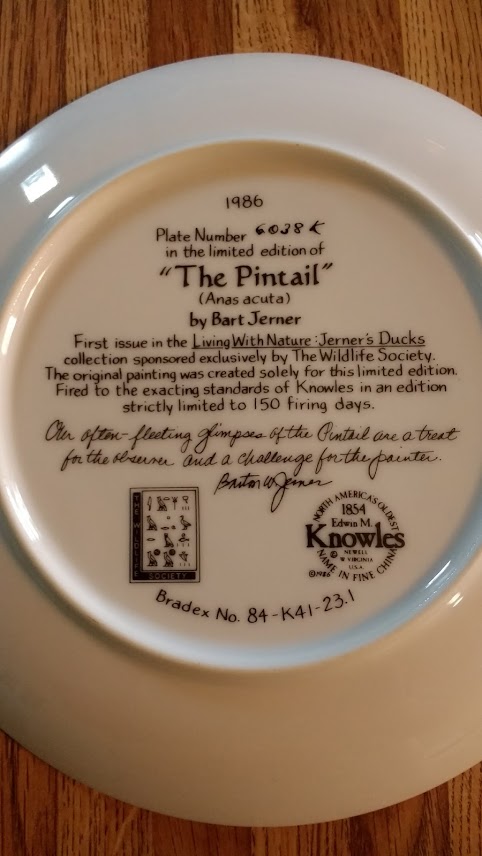 1986
Plate Number 6038 K
in the limited edition of
"The Pintail"
(Anas acuta)
by Bart Jerner
First issue in the Living With Nature: Jerner's Ducks
collection sponsored exclusively by The Wildlife Society.
The original painting was created solely for this limited edition.
Fired to the exacting standards of Knowles in an edition
strictly limited to 150 firing days.
Our often-fleeting glimpses of the Pintail are a treat
for the observer and a challenge for the painter.
Barton W Jerner
THE WILDLIFE
SOCIETY
NORTH AMERICA'S OLDEST
1854
Edwin M.
Knowles
©
NEWELL
W VIRGINIA
U.S.A.
NAME IN FINE CHINA
©1986
Bradex No. 84-K41-23.1